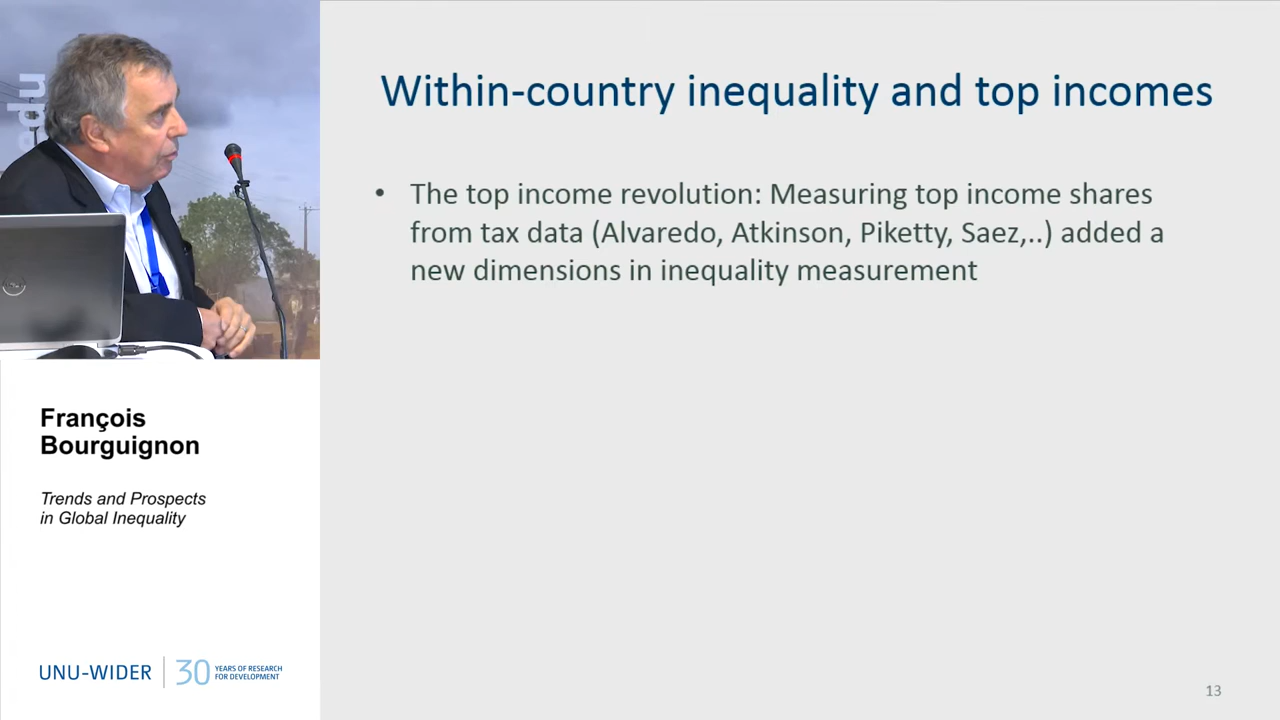 edu
Within-country inequality and top incomes
• The top income revolution: Measuring top income shares
from tax data (Alvaredo, Atkinson, Piketty, Saez,..) added a
new dimensions in inequality measurement
François
Bourguignon
Trends and Prospects
in Global Inequality
UNU-WIDER
30 YEARS OF RESEARCH
FOR DEVELOPMENT
13